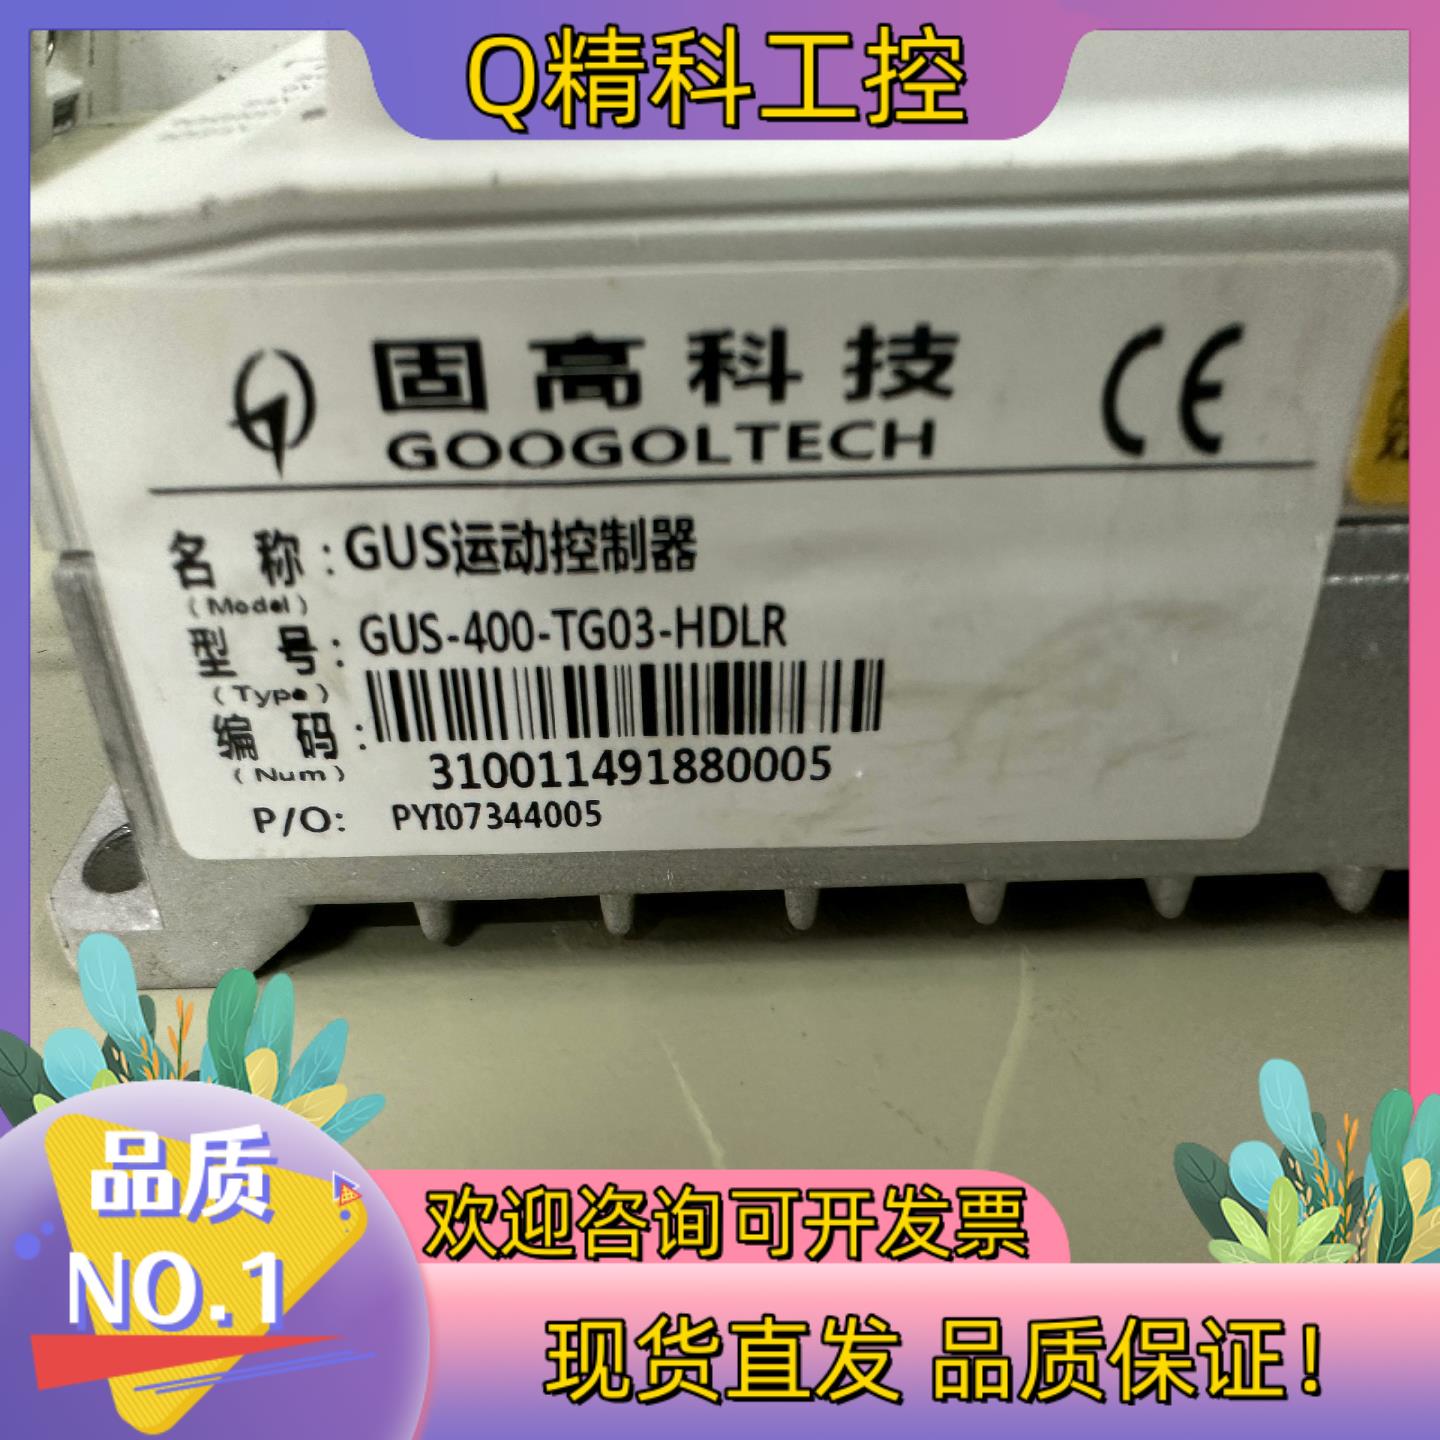 Q精科工控
固高科技
GOOGOLTECH
CE
名 称：GUS运动控制器
(Model)
型 号：GUS-400-TG03-HDLR
(Type)
编 码：
(Num) 310011491880005
P/O: PYI07344005
品质
NO.1
欢迎咨询可开发票
现货直发 品质保证！